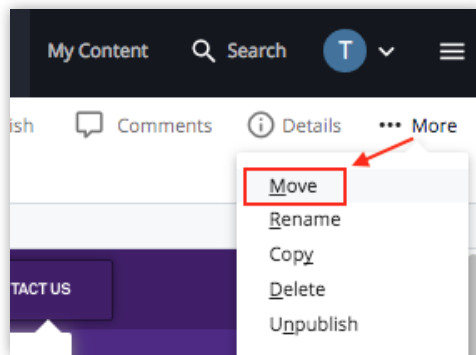 My Content Search T
ish Comments Details ••• More
Move
Rename
Copy
Delete
TACT US
Unpublish